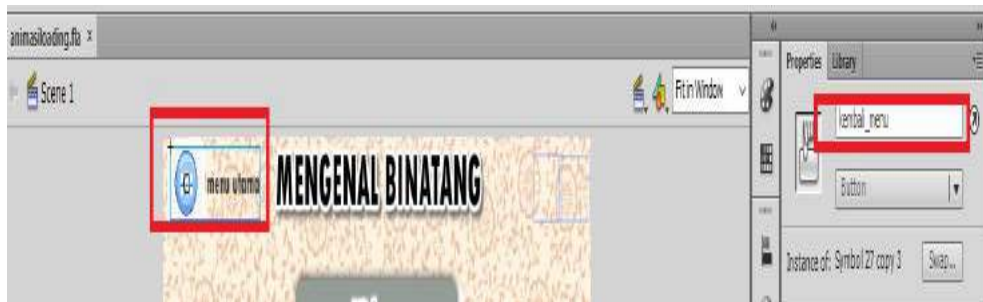 animasiloading.fla ×
Properties Library
Scene 1
Fit in Window
kembali_menu
menu utama
MENGENAL BINATANG
Button
Instance of: Symbol 27 copy 3 Swap...